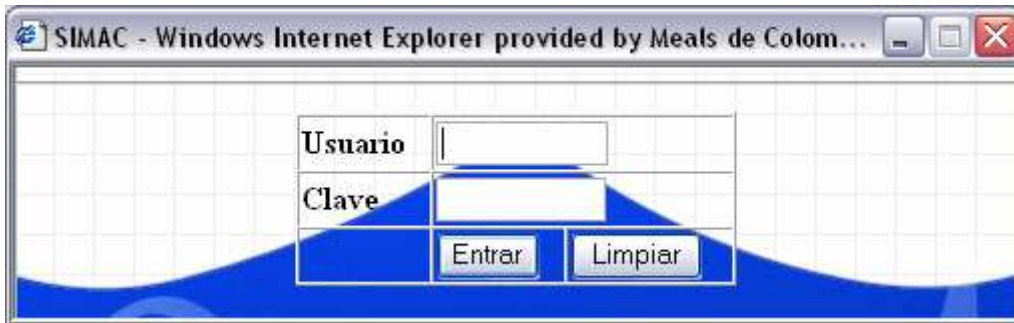 SIMAC - Windows Internet Explorer provided by Meals de Colom...
Usuario
Clave
Entrar Limpiar